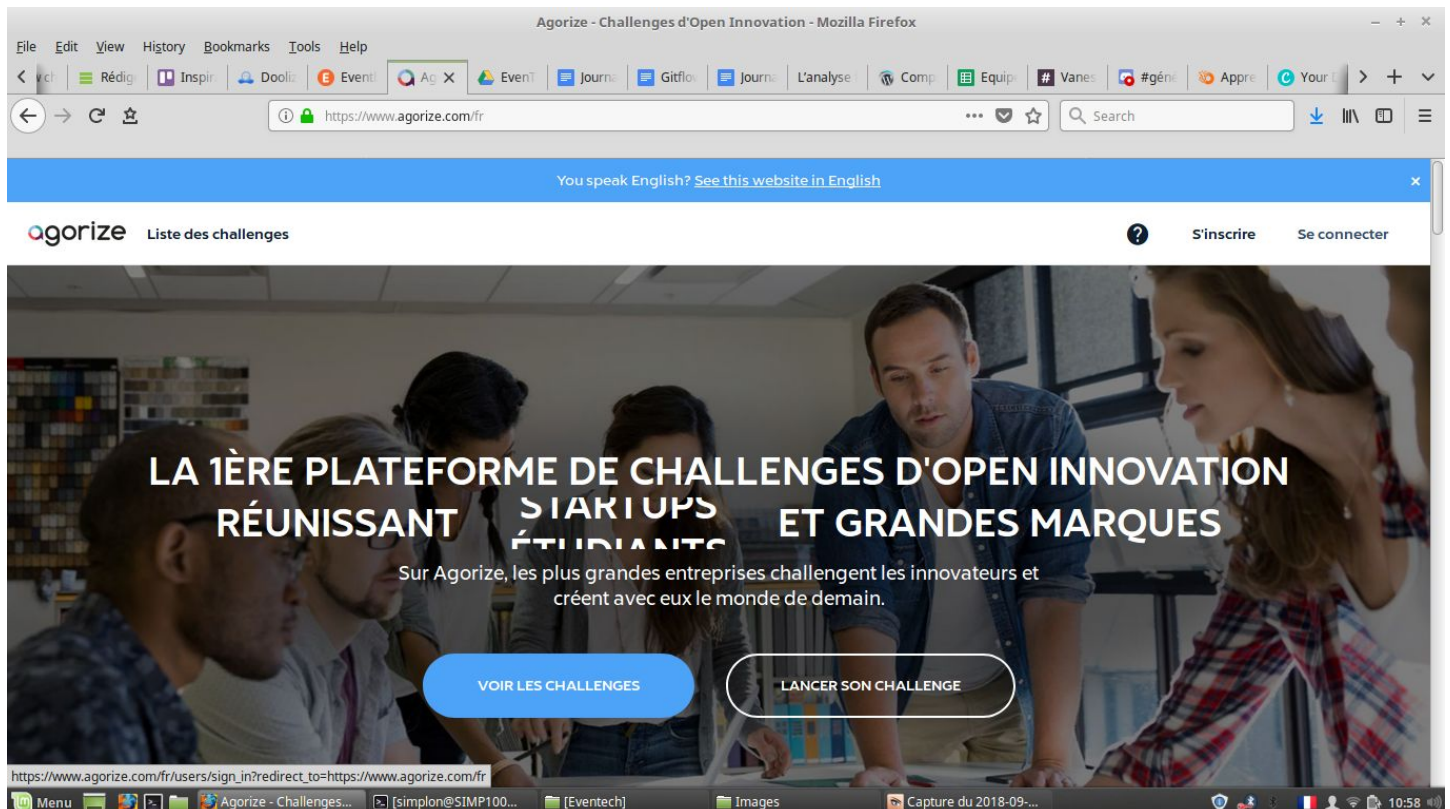 Agorize - Challenges d'Open Innovation - Mozilla Firefox
File Edit View History Bookmarks Tools Help
Rédig Inspir Dooliz Event Ag EvenT Journa Gitflov Journa L'analyse Comp Equip Vanes #géné Appre Your
https://www.agorize.com/fr Search
You speak English? See this website in English
agorize Liste des challenges S'inscrire Se connecter
LA 1ÈRE PLATEFORME DE CHALLENGES D'OPEN INNOVATION
RÉUNISSANT STARTUPS ET GRANDES MARQUES
ÉTUDIANTS
Sur Agorize, les plus grandes entreprises challengent les innovateurs et
créent avec eux le monde de demain.
VOIR LES CHALLENGES LANCER SON CHALLENGE
https://www.agorize.com/fr/users/sign_in?redirect_to=https://www.agorize.com/fr
Menu Agorize - Challenges... [simplon@SIMP100... [Eventech] Images Capture du 2018-09-... 10:58